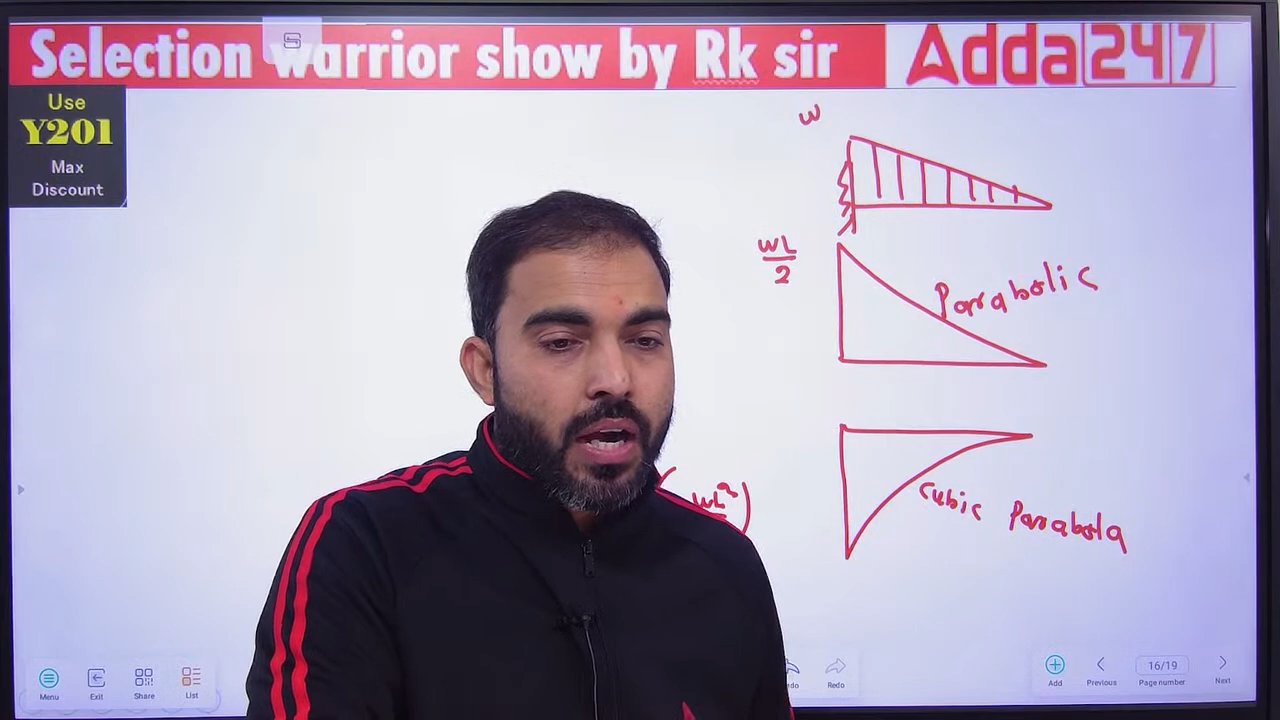 Selection warrior show by Rk sir
Adda247
Use
Y201
Max
Discount
w
wL
2
Parabolic
Cubic Parabola
Menu
Exit
Share
List
Redo
Add
Previous
16/19
Page number
Next